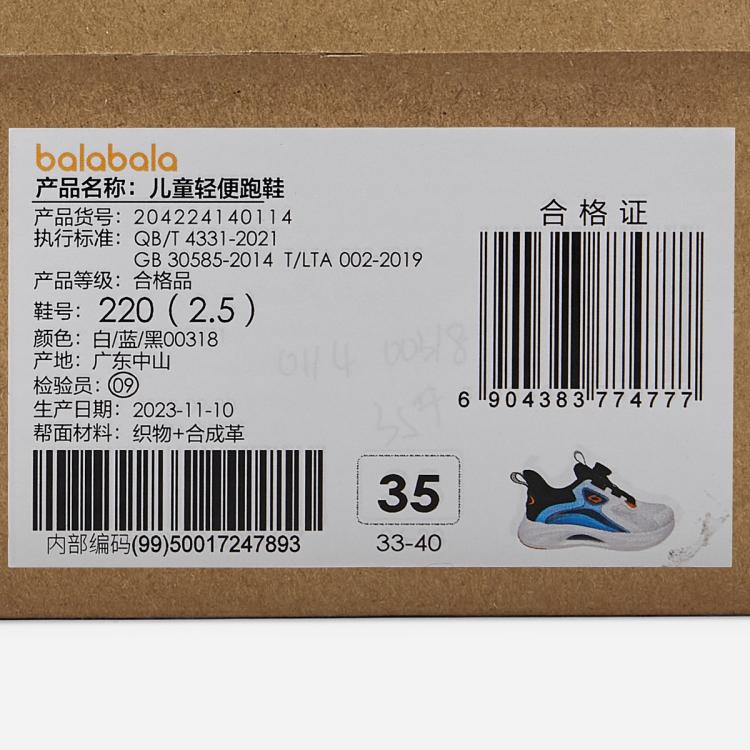 balabala
产品名称：儿童轻便跑鞋
产品货号：204224140114
执行标准：QB/T 4331-2021
GB 30585-2014 T/LTA 002-2019
产品等级：合格品
鞋号：220（2.5）
颜色：白/蓝/黑00318
产地：广东中山
检验员：09
生产日期：2023-11-10
帮面材料：织物+合成革
内部编码(99)50017247893
合格证
6 904383 774777
35
33-40